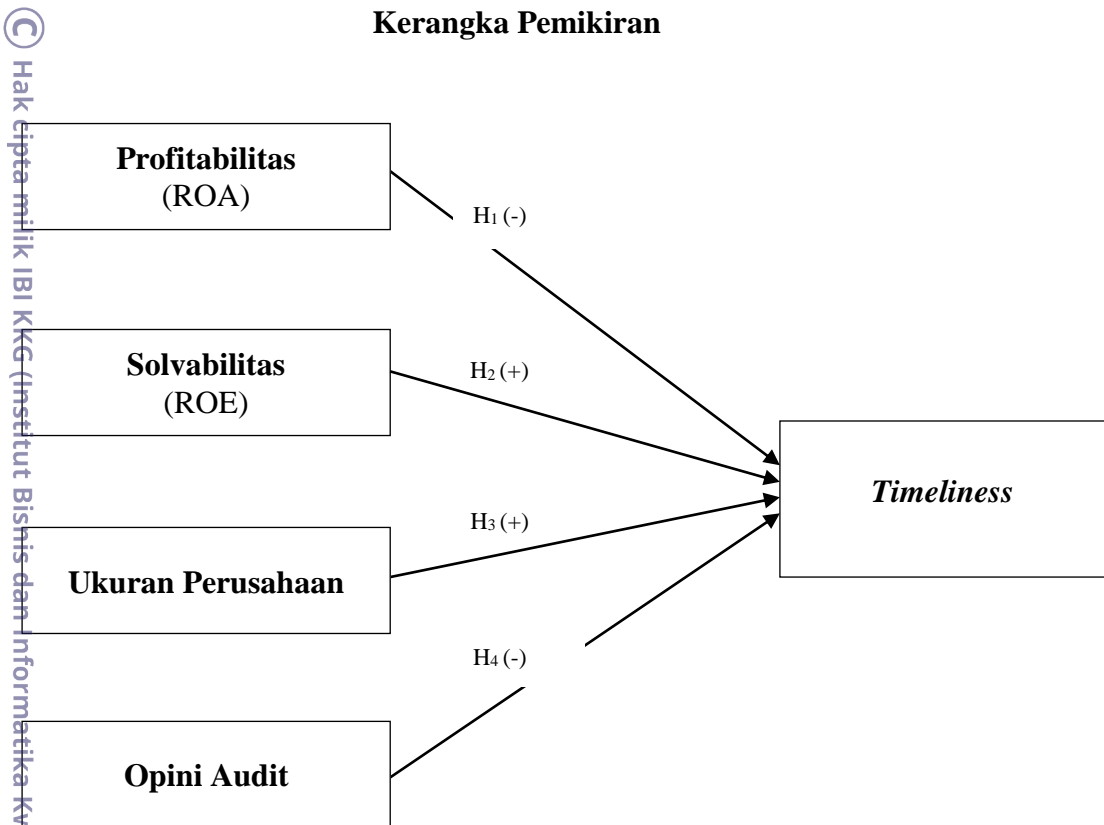 Kerangka Pemikiran
© Hak cipta milik IBI KKG (Institut Bisnis dan Informatika
Profitabilitas
(ROA)
H₁ (-)
Solvabilitas
(ROE)
H₂ (+)
Timeliness
H₃ (+)
Ukuran Perusahaan
H₄ (-)
Opini Audit